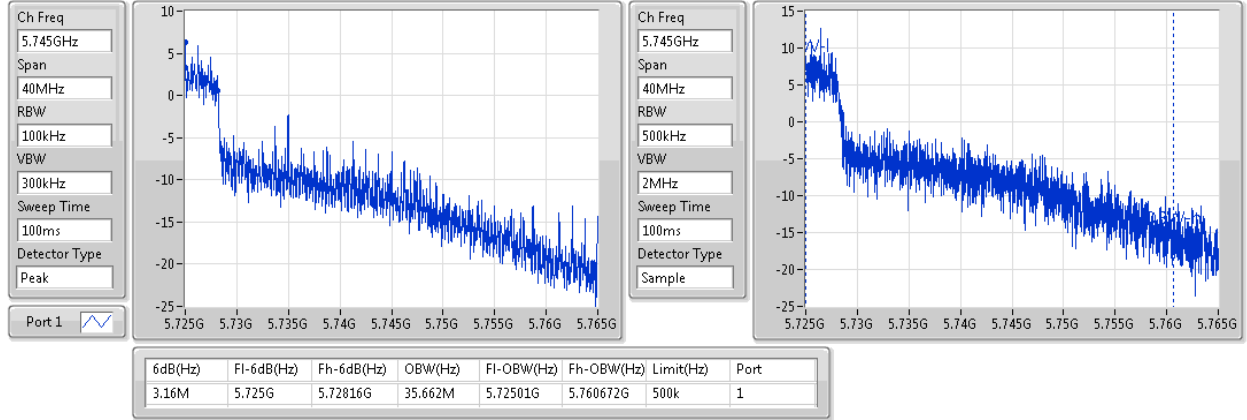 Ch Freq
5.745GHz
Span
40MHz
RBW
100kHz
VBW
300kHz
Sweep Time
100ms
Detector Type
Peak
Port 1
10
5
0
-5
-10
-15
-20
-25
5.725G 5.73G 5.735G 5.74G 5.745G 5.75G 5.755G 5.76G 5.765G
Ch Freq
5.745GHz
Span
40MHz
RBW
500kHz
VBW
2MHz
Sweep Time
100ms
Detector Type
Sample
15
10
5
0
-5
-10
-15
-20
-25
5.725G 5.73G 5.735G 5.74G 5.745G 5.75G 5.755G 5.76G 5.765G
6dB(Hz) Fl-6dB(Hz) Fh-6dB(Hz) OBW(Hz) Fl-OBW(Hz) Fh-OBW(Hz) Limit(Hz) Port
3.16M 5.725G 5.72816G 35.662M 5.72501G 5.760672G 500k 1